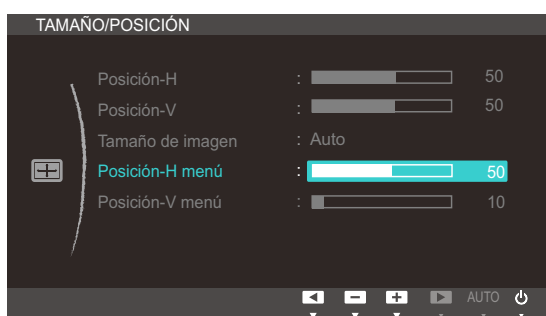 TAMAÑO/POSICIÓN
Posición-H : 50
Posición-V : 50
Tamaño de imagen : Auto
Posición-H menú : 50
Posición-V menú : 10
AUTO